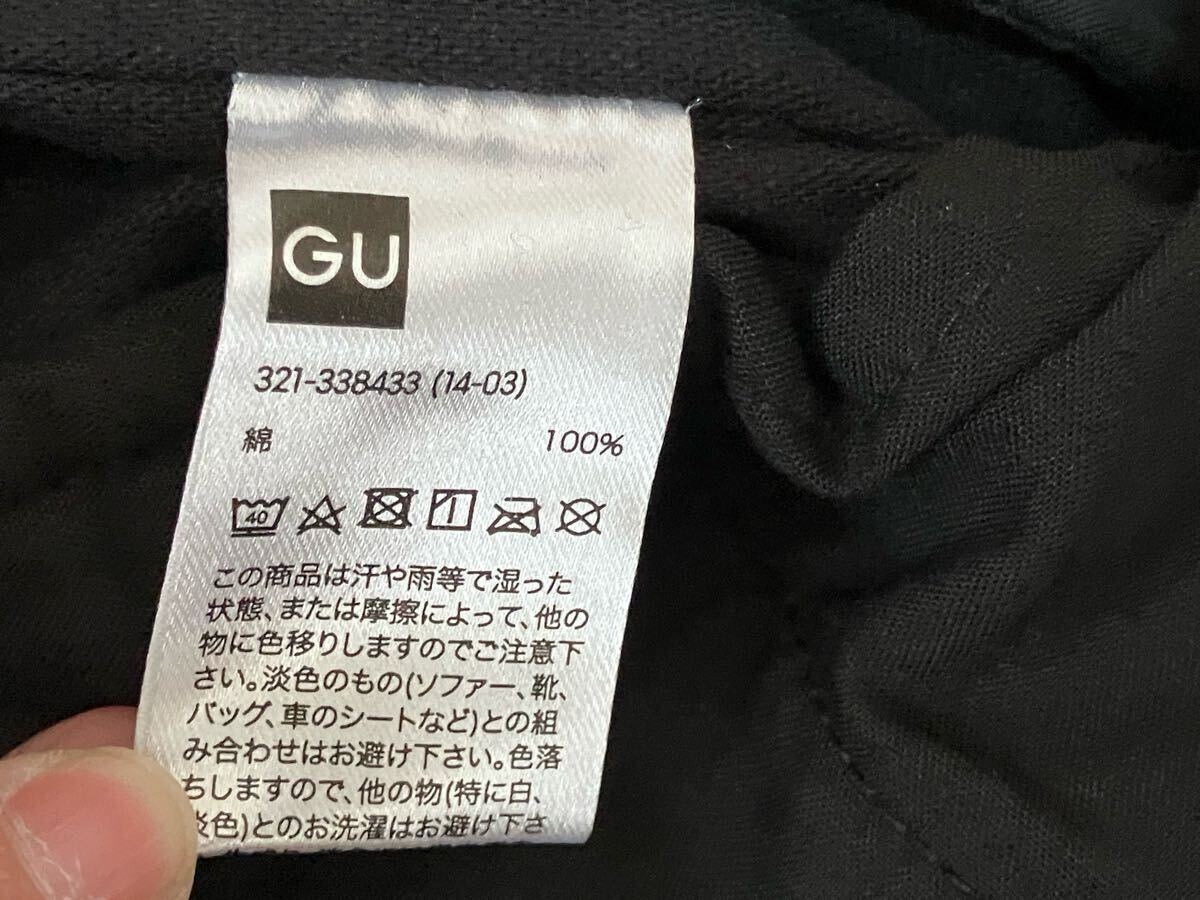 GU
321-338433 (14-03)
綿 100%
40
この商品は汗や雨等で湿った
状態、または摩擦によって、他の
物に色移りしますのでご注意下
さい。淡色のもの(ソファー、靴、
バッグ、車のシートなど)との組
み合わせはお避け下さい。色落
ちしますので、他の物(特に白、
淡色)とのお洗濯はお避け下さ